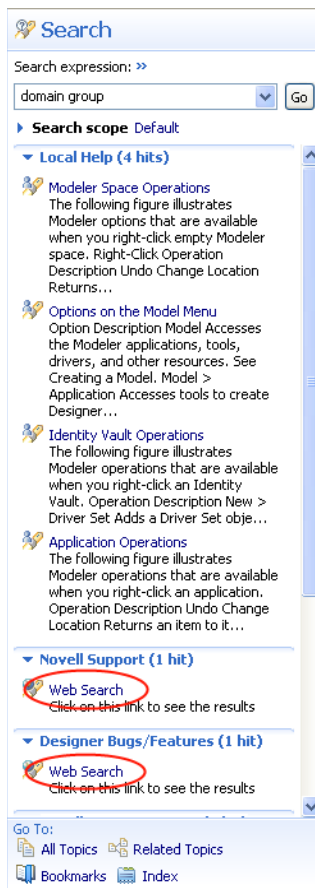 Search
Search expression: »
domain group
Go
Search scope Default
Local Help (4 hits)
Modeler Space Operations
The following figure illustrates
Modeler options that are available
when you right-click empty Modeler
space. Right-Click Operation
Description Undo Change Location
Returns...
Options on the Model Menu
Option Description Model Accesses
the Modeler applications, tools,
drivers, and other resources. See
Creating a Model. Model >
Application Accesses tools to create
Designer...
Identity Vault Operations
The following figure illustrates
Modeler operations that are available
when you right-click an Identity
Vault. Operation Description New >
Driver Set Adds a Driver Set obje...
Application Operations
The following figure illustrates
Modeler operations that are available
when you right-click an application.
Operation Description Undo Change
Location Returns an item to it...
Novell Support (1 hit)
Web Search
Click on this link to see the results
Designer Bugs/Features (1 hit)
Web Search
Click on this link to see the results
Go To:
All Topics Related Topics
Bookmarks Index